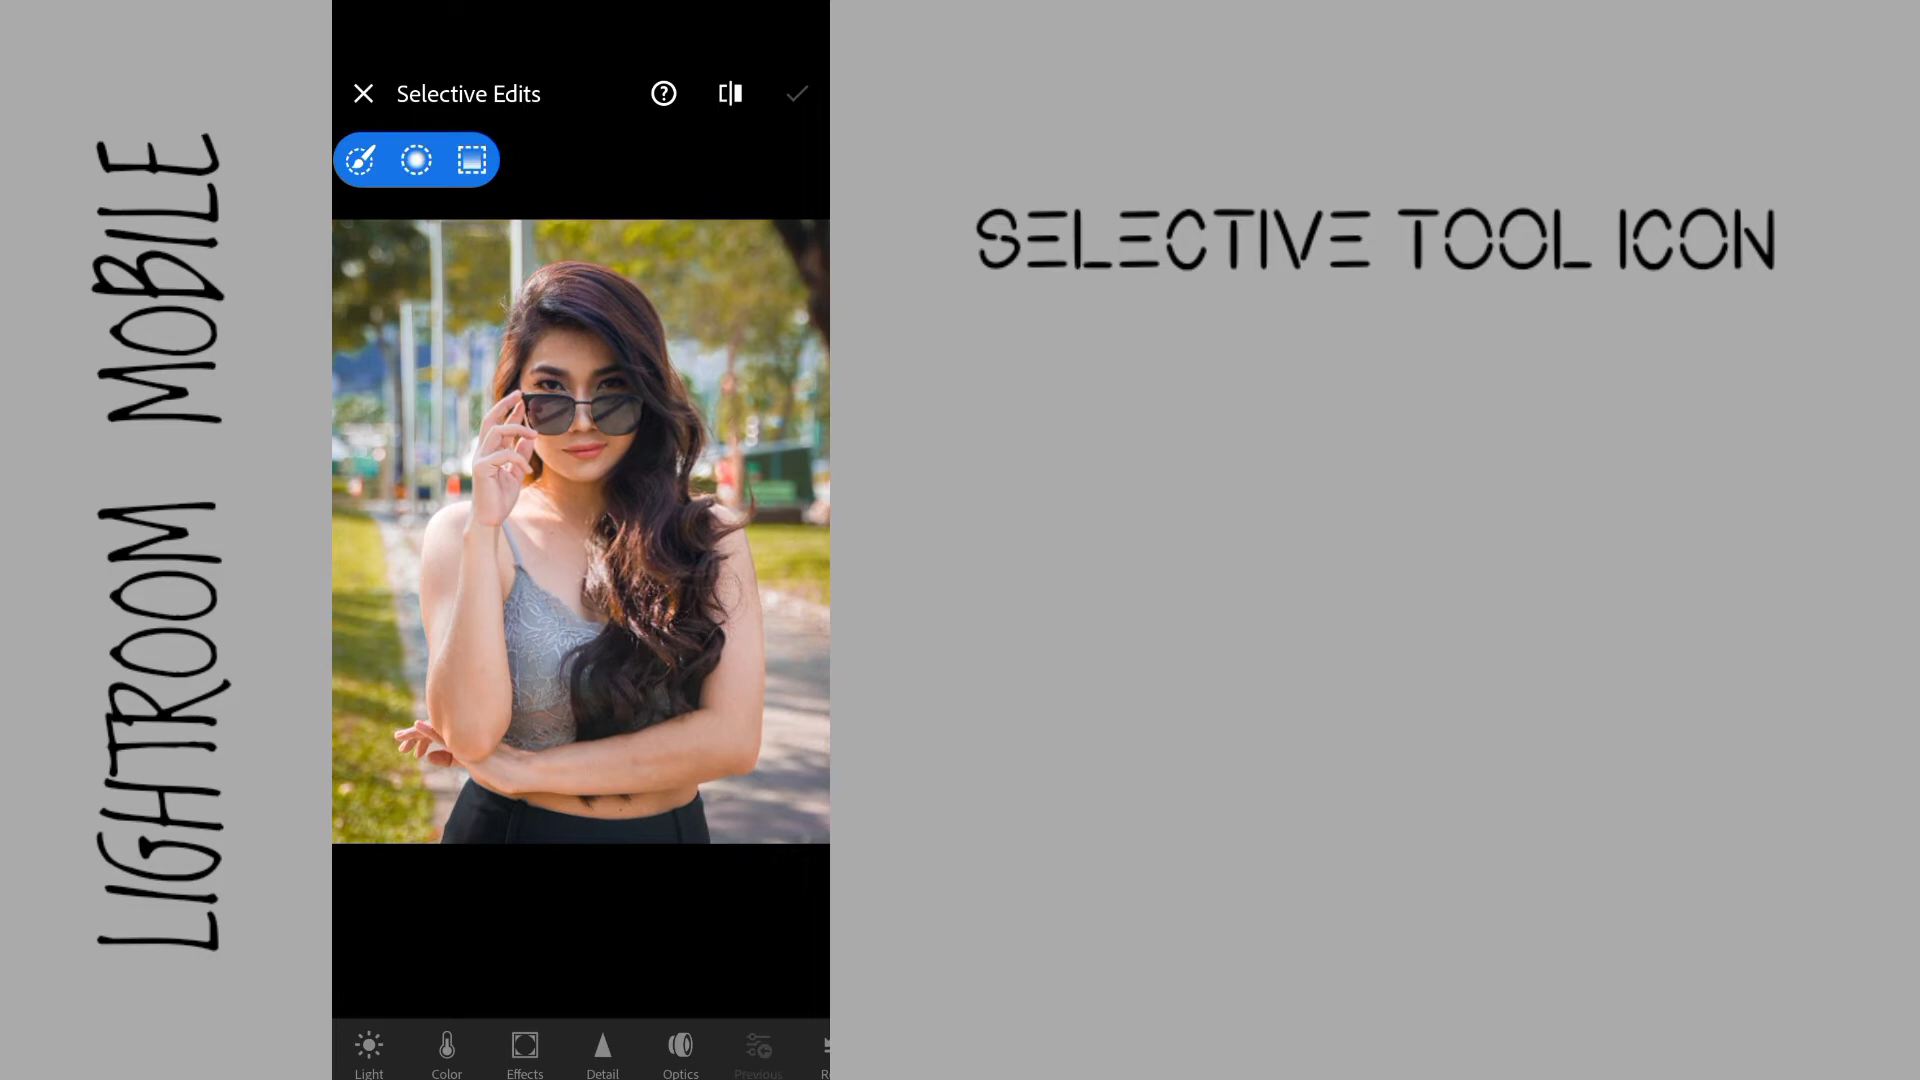 LIGHTROOM MOBILE
Selective Edits
SELECTIVE TOOL ICON
Light Color Effects Detail Optics Previous